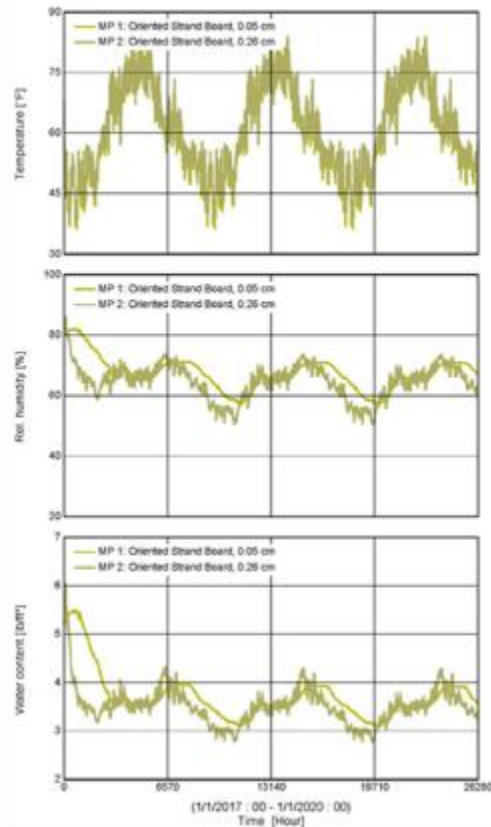 90
MP 1: Oriented Strand Board, 0.05 cm
MP 2: Oriented Strand Board, 0.26 cm
75
Temperature [°F]
60
45
30
100
MP 1: Oriented Strand Board, 0.05 cm
MP 2: Oriented Strand Board, 0.26 cm
80
Rel. humidity [%]
60
40
20
7
MP 1: Oriented Strand Board, 0.05 cm
MP 2: Oriented Strand Board, 0.26 cm
6
5
Water content [lb/ft³]
4
3
2
0 6570 13140 19710 26280
(1/1/2017 : 00 - 1/1/2020 : 00)
Time [Hour]